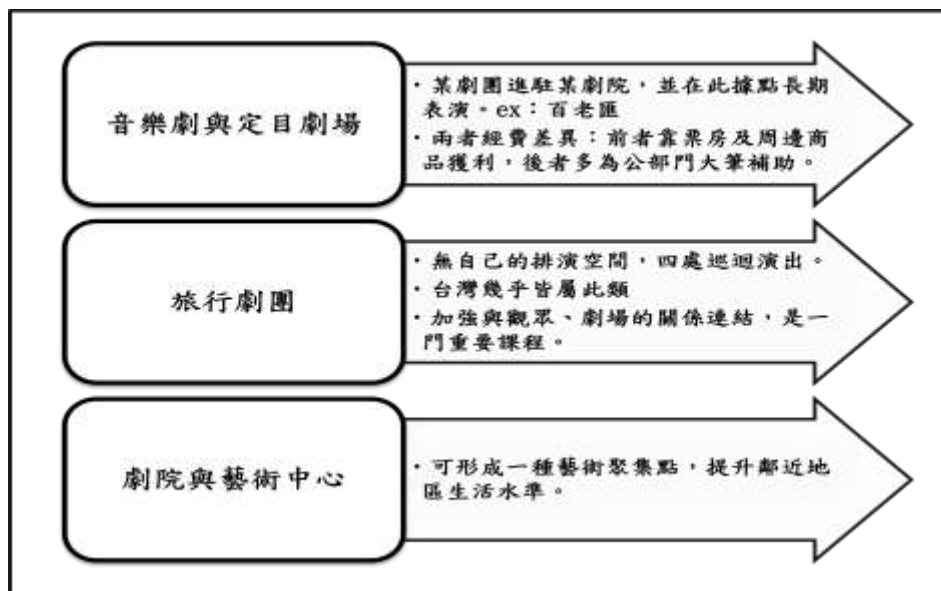 音樂劇與定目劇場
・某劇團進駐某劇院，並在此據點長期
表演。ex：百老匯
・兩者經費差異：前者靠票房及周邊商
品獲利，後者多為公部門大筆補助。
旅行劇團
・無自己的排演空間，四處巡迴演出。
・台灣幾乎皆屬此類
・加強與觀眾、劇場的關係連結，是一
門重要課程。
劇院與藝術中心
・可形成一種藝術聚集點，提升鄰近地
區生活水準。